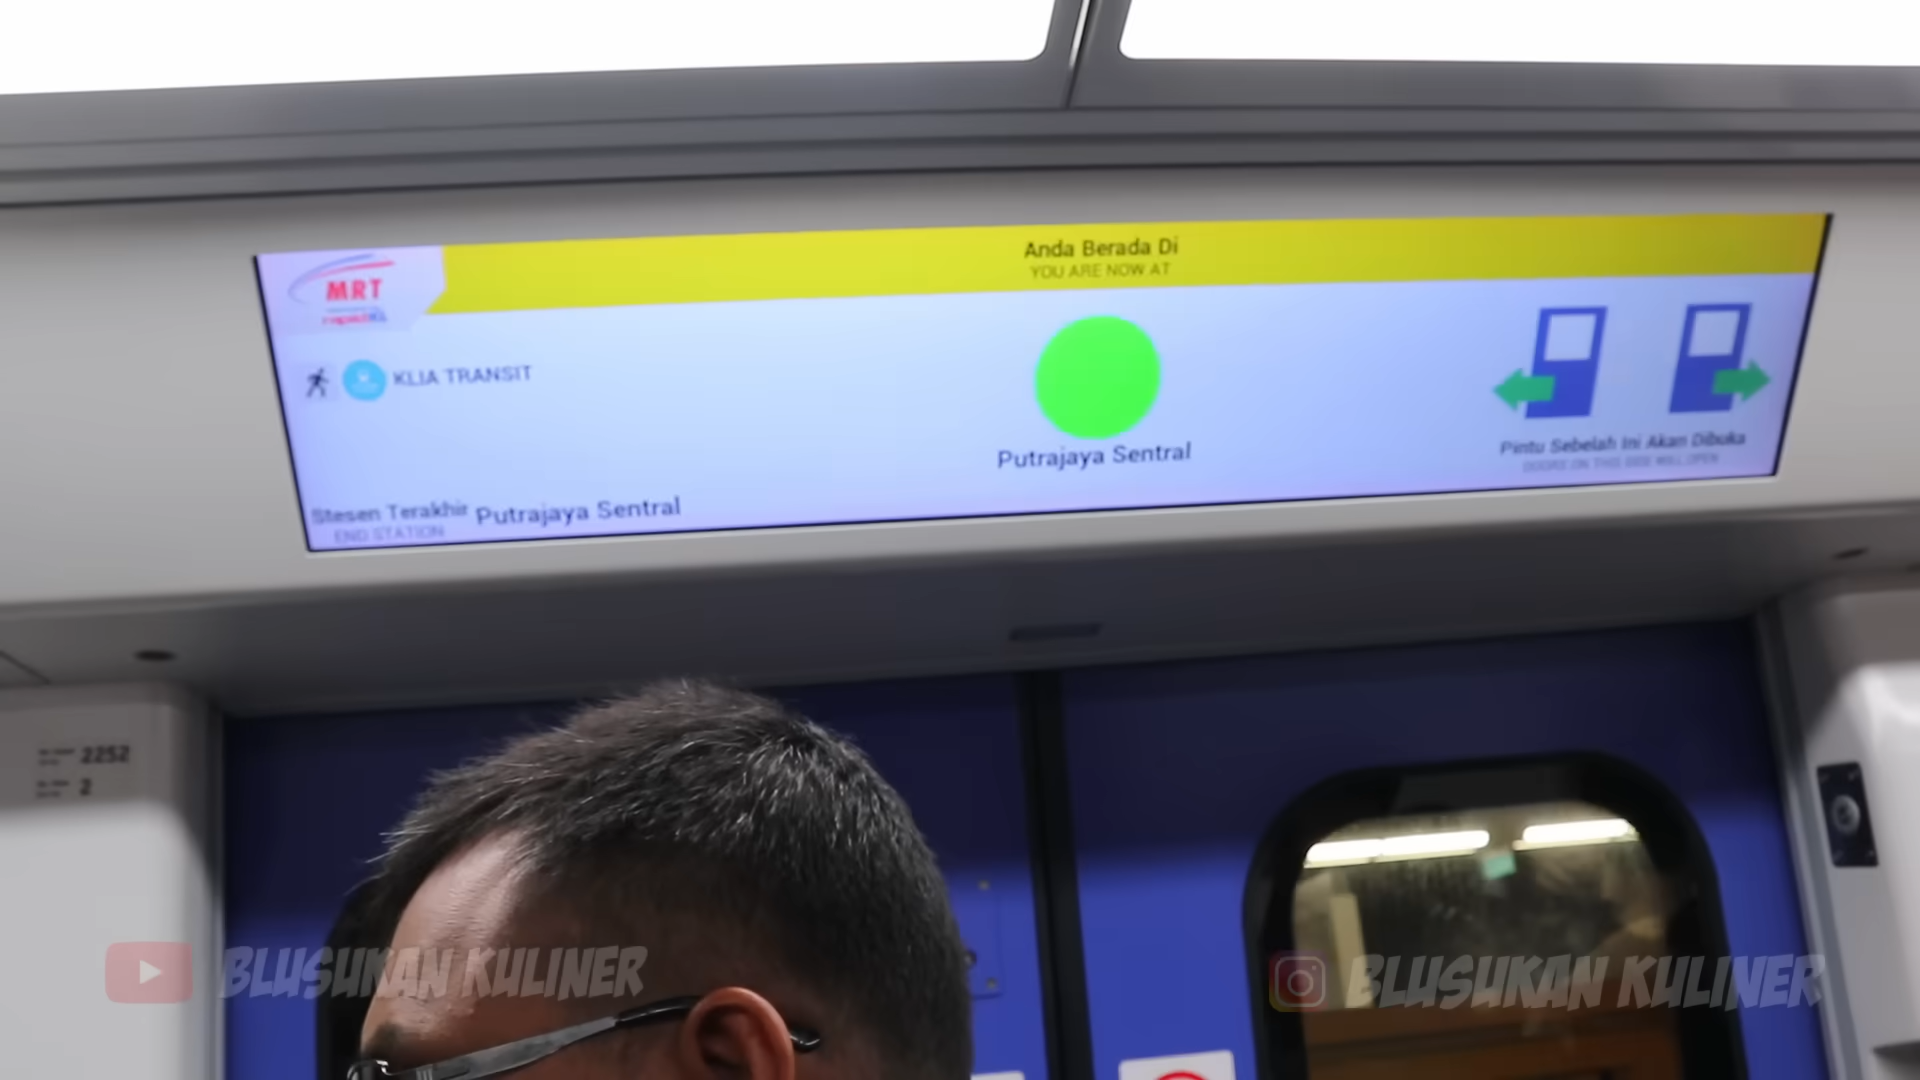 Anda Berada Di
YOU ARE NOW AT
MRT
rapidKL
KLIA TRANSIT
Putrajaya Sentral
Pintu Sebelah Ini Akan Dibuka
DOORS ON THIS SIDE WILL OPEN
Stesen Terakhir Putrajaya Sentral
END STATION
2252
2
BLUSUKAN KULINER
BLUSUKAN KULINER